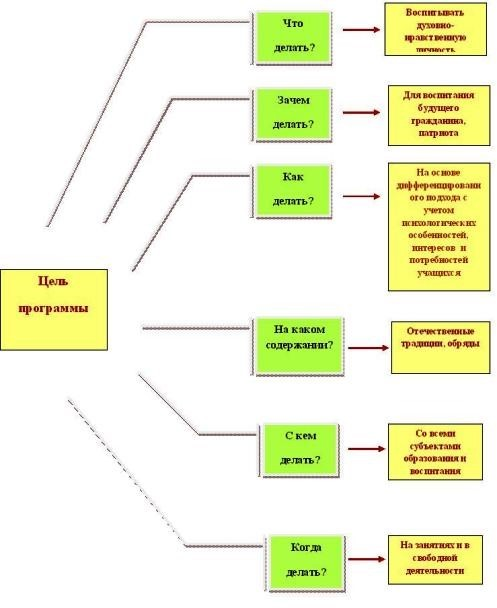 Что
делать?
Воспитывать
духовно-
нравственную
личность
Зачем
делать?
Для воспитания
будущего
гражданина,
патриота
Как
делать?
На основе
дифференцировани
ого подхода с
учетом
психологических
особенностей,
интересов и
потребностей
учащихся
Цель
программы
На каком
содержании?
Отечественные
традиции, обряды
С кем
делать?
Со всеми
субъектами
образования и
воспитания
Когда
делать?
На занятиях и в
свободной
деятельности